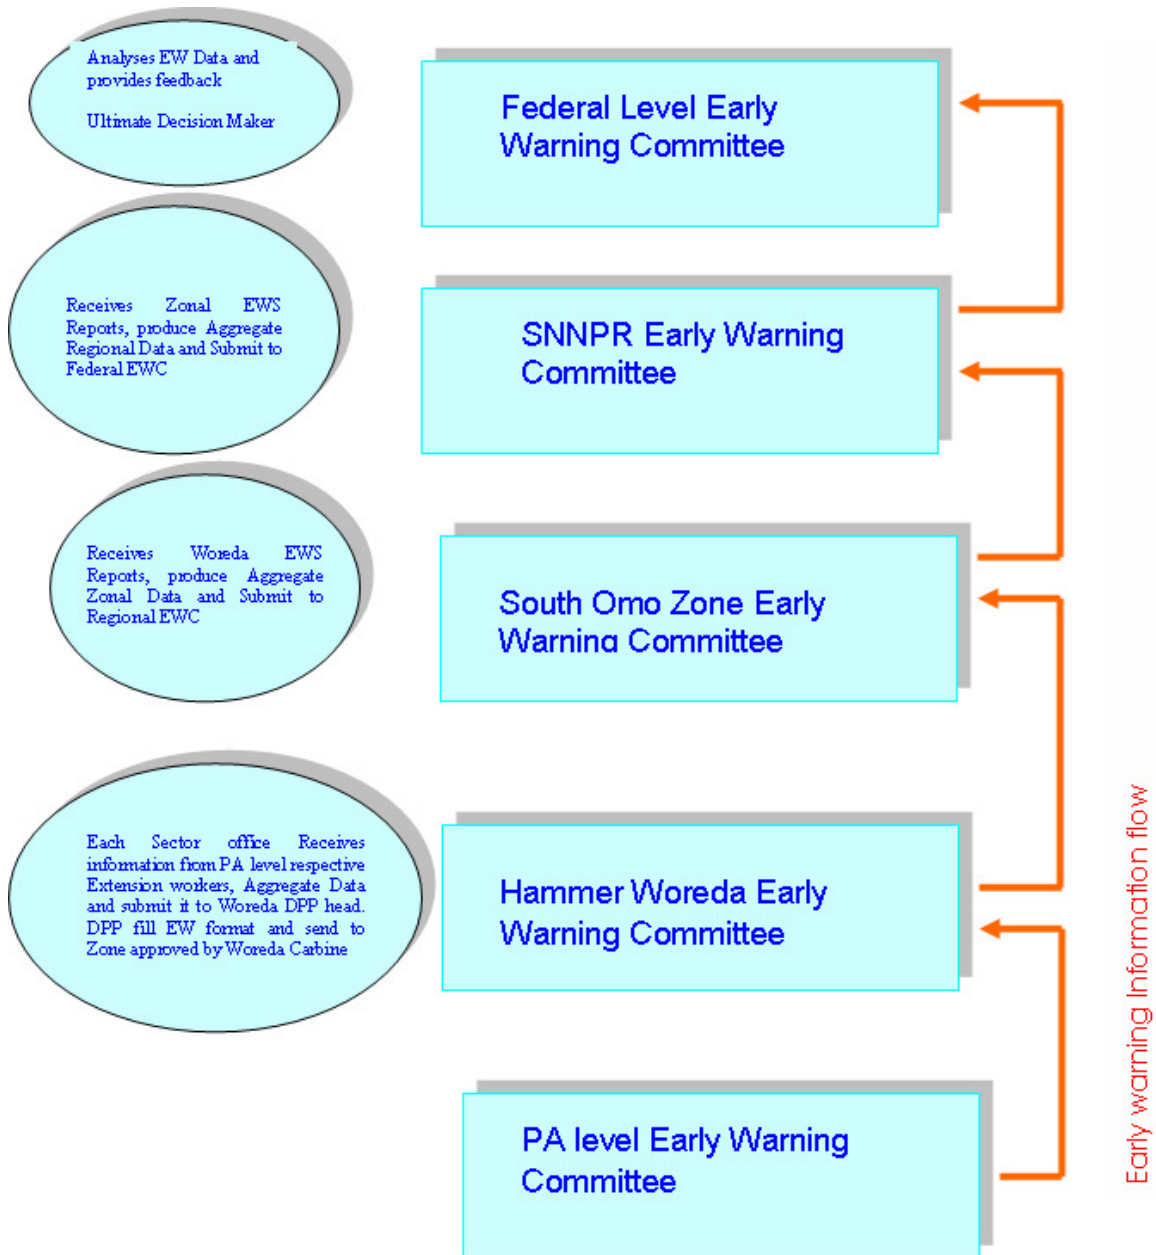 Analyses EW Data and
provides feedback
Ultimate Decision Maker
Federal Level Early
Warning Committee
Receives Zonal EWS
Reports, produce Aggregate
Regional Data and Submit to
Federal EWC
SNNPR Early Warning
Committee
Receives Woreda EWS
Reports, produce Aggregate
Zonal Data and Submit to
Regional EWC
South Omo Zone Early
Warning Committee
Each Sector office Receives
information from PA level respective
Extension workers, Aggregate Data
and submit it to Woreda DPP head.
DPP fill EW format and send to
Zone approved by Woreda Carbine
Hammer Woreda Early
Warning Committee
PA level Early Warning
Committee
Early warning Information flow